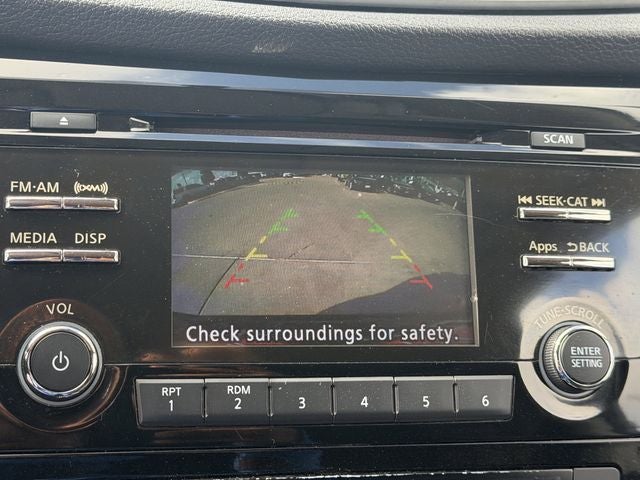 SCAN
FM·AM ((XM))
SEEK·CAT
MEDIA DISP
Apps BACK
VOL
TUNE·SCROLL
Check surroundings for safety.
ENTER
SETTING
RPT
1
RDM
2
3
4
5
6